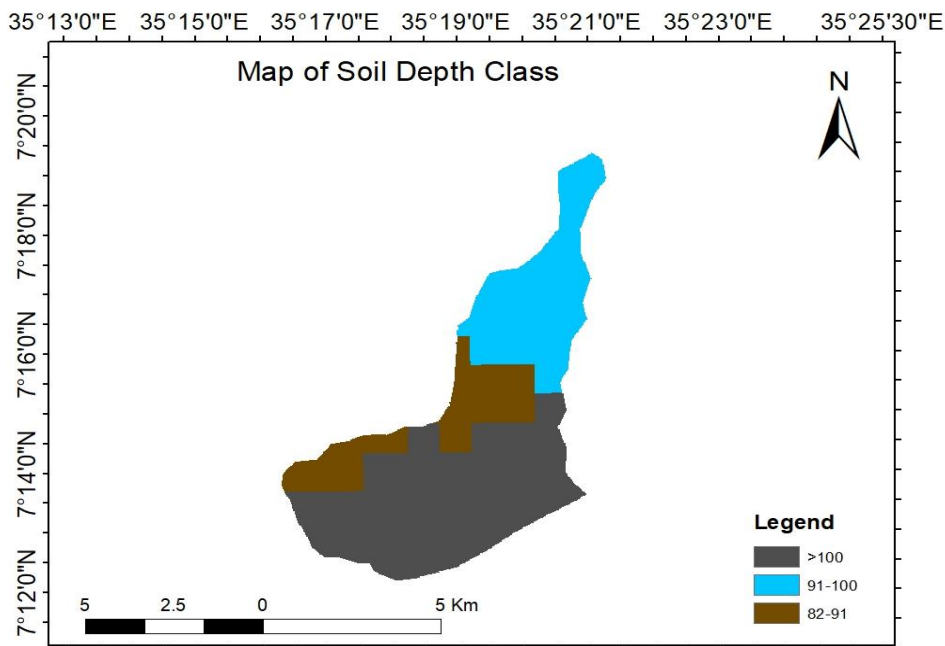 35°13'0"E 35°15'0"E 35°17'0"E 35°19'0"E 35°21'0"E 35°23'0"E 35°25'30"E
Map of Soil Depth Class
N
7°20'0"N
7°18'0"N
7°16'0"N
7°14'0"N
7°12'0"N
Legend
>100
91-100
82-91
5 2.5 0 5 Km